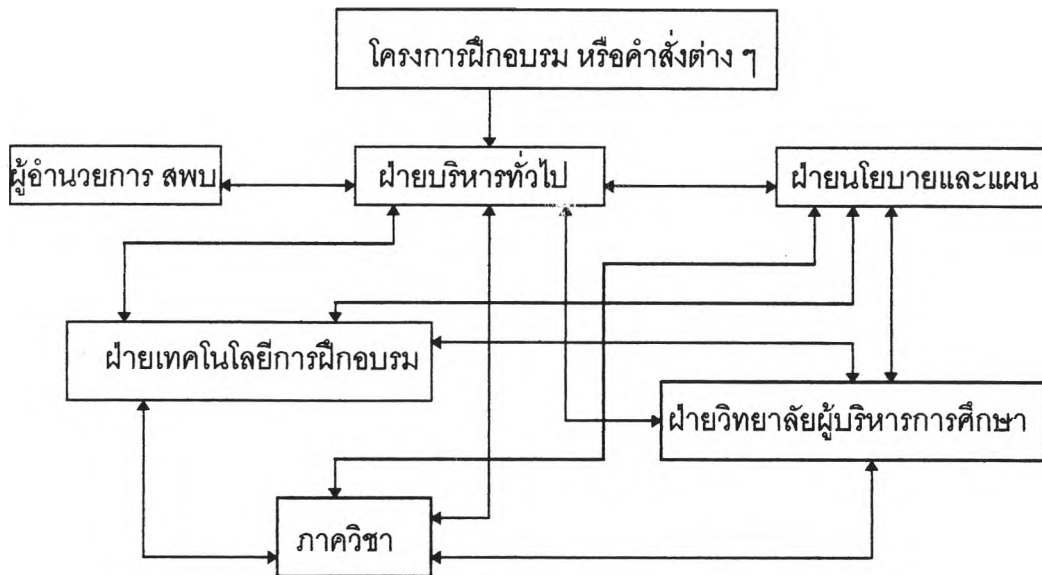 โครงการฝึกอบรม หรือคำสั่งต่าง ๆ
ผู้อำนวยการ สพบ
ฝ่ายบริหารทั่วไป
ฝ่ายนโยบายและแผน
ฝ่ายเทคโนโลยีการฝึกอบรม
ฝ่ายวิทยาลัยผู้บริหารการศึกษา
ภาควิชา